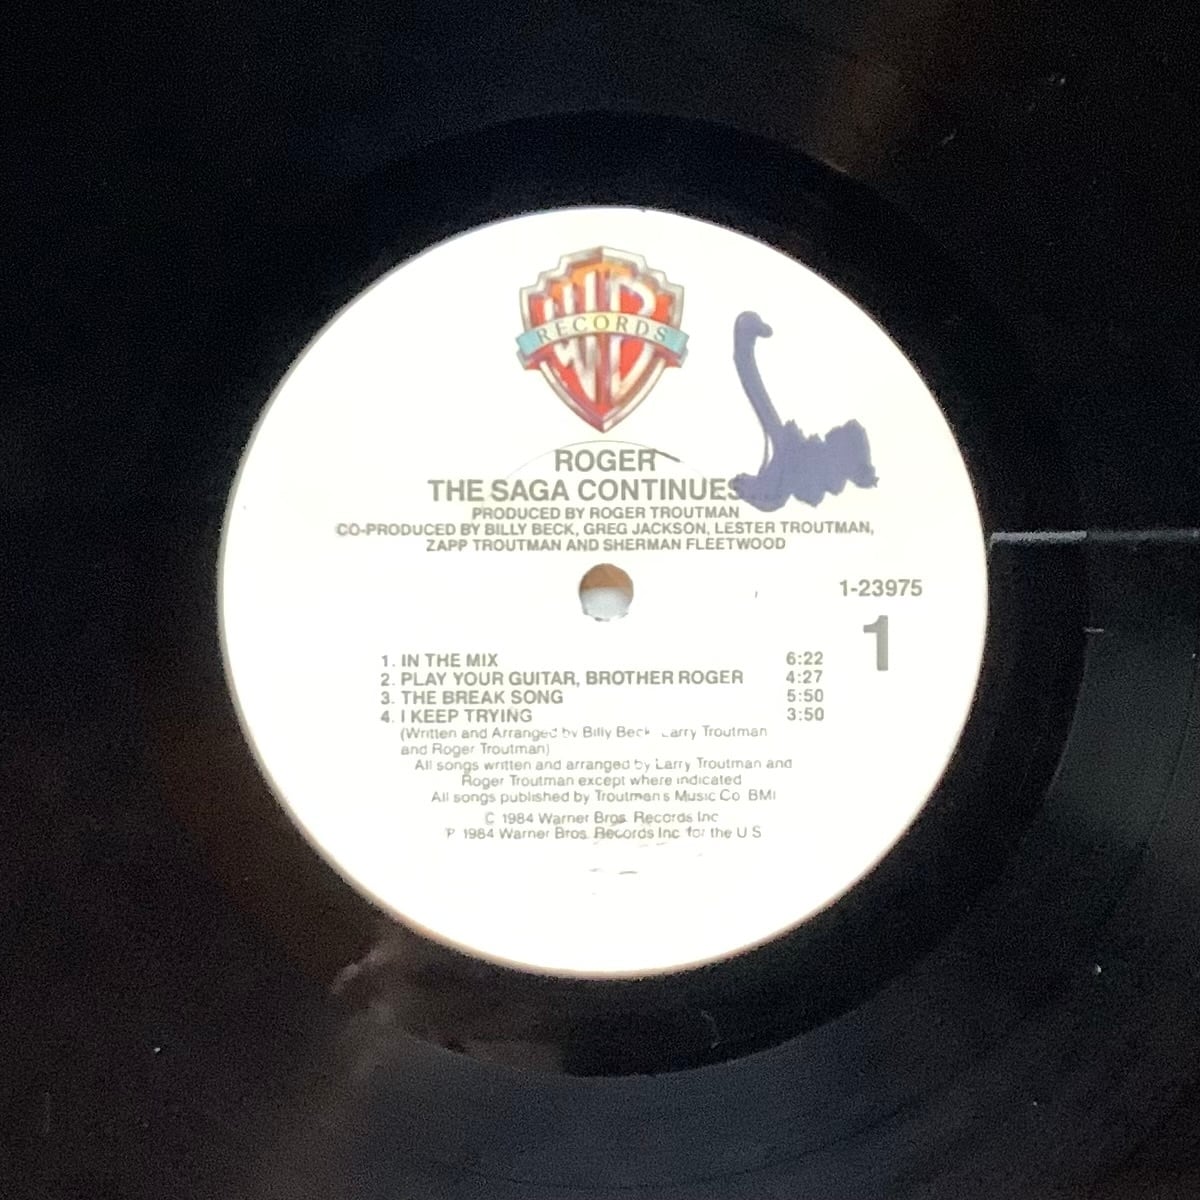 WB
RECORDS
ROGER
THE SAGA CONTINUES...
PRODUCED BY ROGER TROUTMAN
CO-PRODUCED BY BILLY BECK, GREG JACKSON, LESTER TROUTMAN,
ZAPP TROUTMAN AND SHERMAN FLEETWOOD
1-23975
1
1. IN THE MIX 6:22
2. PLAY YOUR GUITAR, BROTHER ROGER 4:27
3. THE BREAK SONG 5:50
4. I KEEP TRYING 3:50
(Written and Arranged by Billy Beck Larry Troutman
and Roger Troutman)
All songs written and arranged by Larry Troutman and
Roger Troutman except where indicated
All songs published by Troutman's Music Co BMI
© 1984 Warner Bros. Records Inc
℗ 1984 Warner Bros. Records Inc for the U S